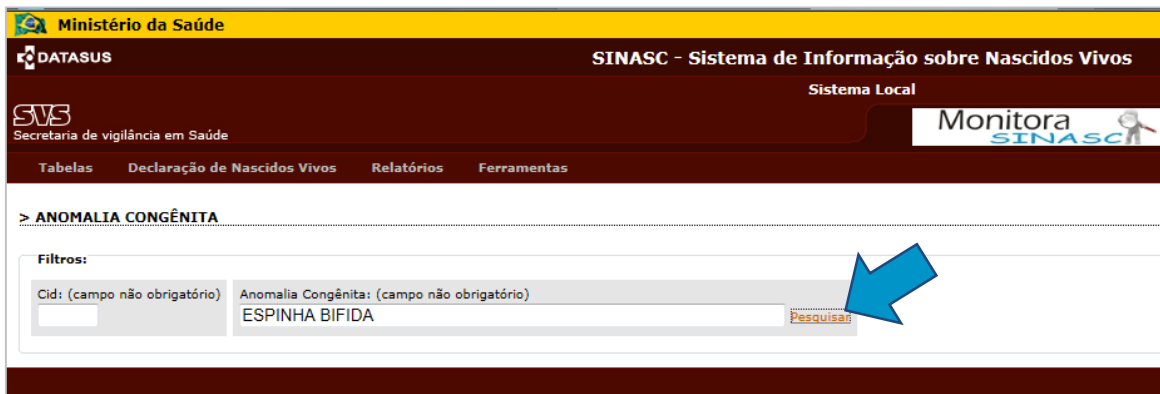 Ministério da Saúde
DATASUS
SINASC - Sistema de Informação sobre Nascidos Vivos
Sistema Local
SVS
Secretaria de vigilância em Saúde
Monitora
SINASC
Tabelas Declaração de Nascidos Vivos Relatórios Ferramentas
> ANOMALIA CONGÊNITA
Filtros:
Cid: (campo não obrigatório) Anomalia Congênita: (campo não obrigatório)
ESPINHA BIFIDA Pesquisar